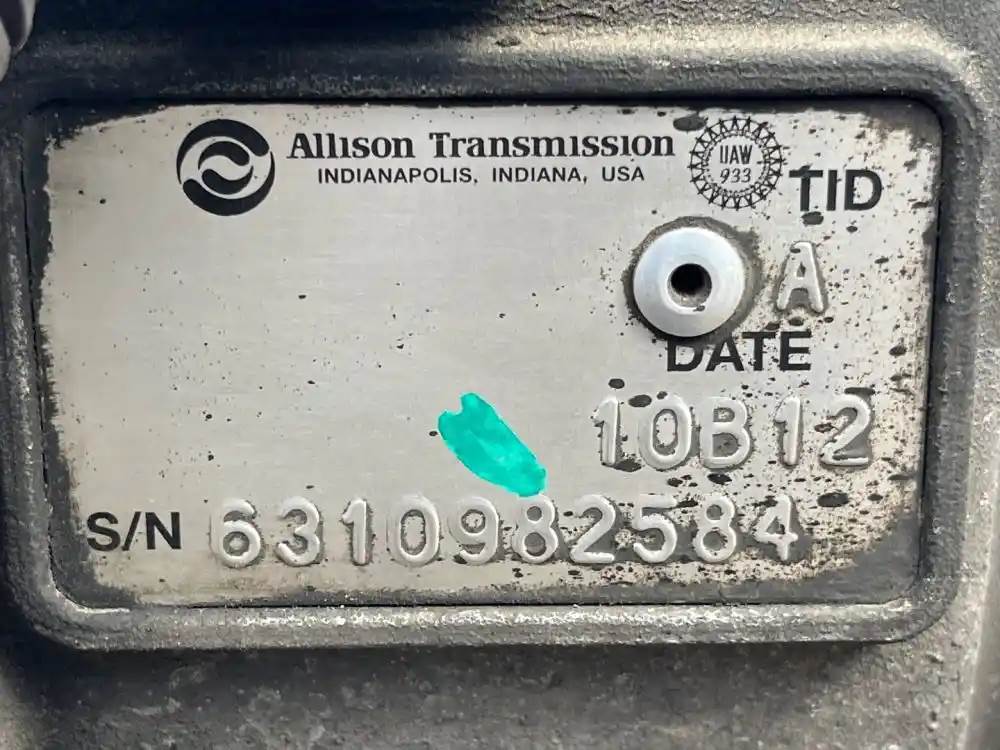 Allison Transmission
INDIANAPOLIS, INDIANA, USA
UAW
933
TID
A
DATE
10B12
S/N 6310982584